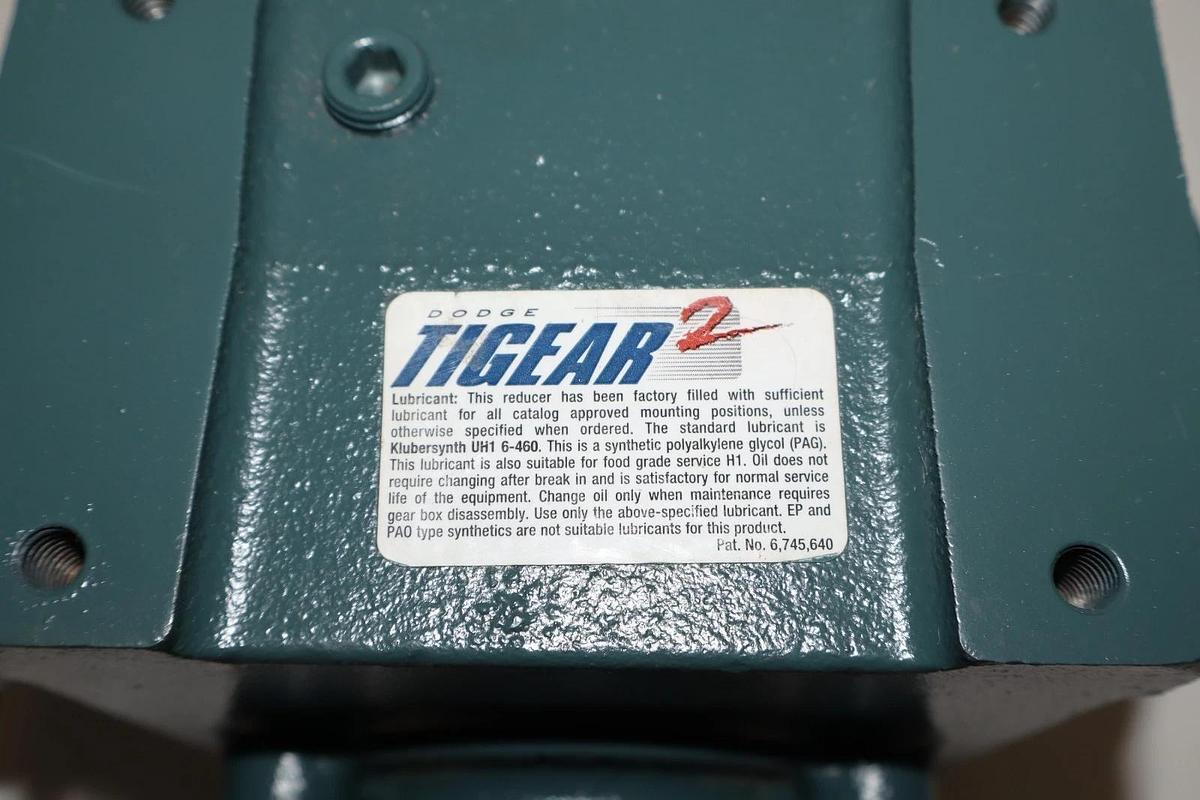 DODGE
TIGEAR 2
Lubricant: This reducer has been factory filled with sufficient
lubricant for all catalog approved mounting positions, unless
otherwise specified when ordered. The standard lubricant is
Klubersynth UH1 6-460. This is a synthetic polyalkylene glycol (PAG).
This lubricant is also suitable for food grade service H1. Oil does not
require changing after break in and is satisfactory for normal service
life of the equipment. Change oil only when maintenance requires
gear box disassembly. Use only the above-specified lubricant. EP and
PAO type synthetics are not suitable lubricants for this product.
Pat. No. 6,745,640